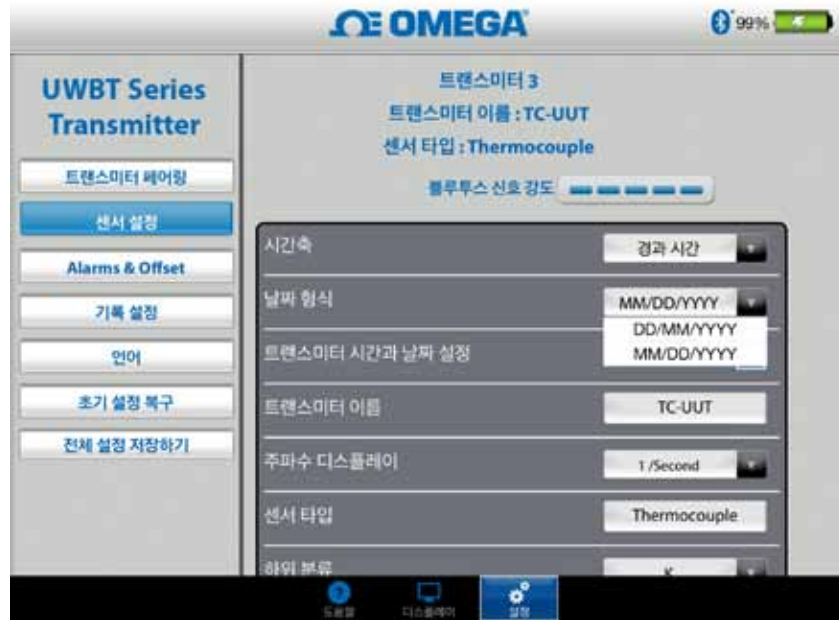 OMEGA
99%
UWBT Series
Transmitter
트랜스미터 페어링
센서 설정
Alarms & Offset
기록 설정
언어
초기 설정 복구
전체 설정 저장하기
트랜스미터 3
트랜스미터 이름 : TC-UUT
센서 타입 : Thermocouple
블루투스 신호 강도
시간축
경과 시간
날짜 형식
MM/DD/YYYY
DD/MM/YYYY
MM/DD/YYYY
트랜스미터 시간과 날짜 설정
트랜스미터 이름
TC-UUT
주파수 디스플레이
1 /Second
센서 타입
Thermocouple
하위 분류
K
도움말
디스플레이
설정